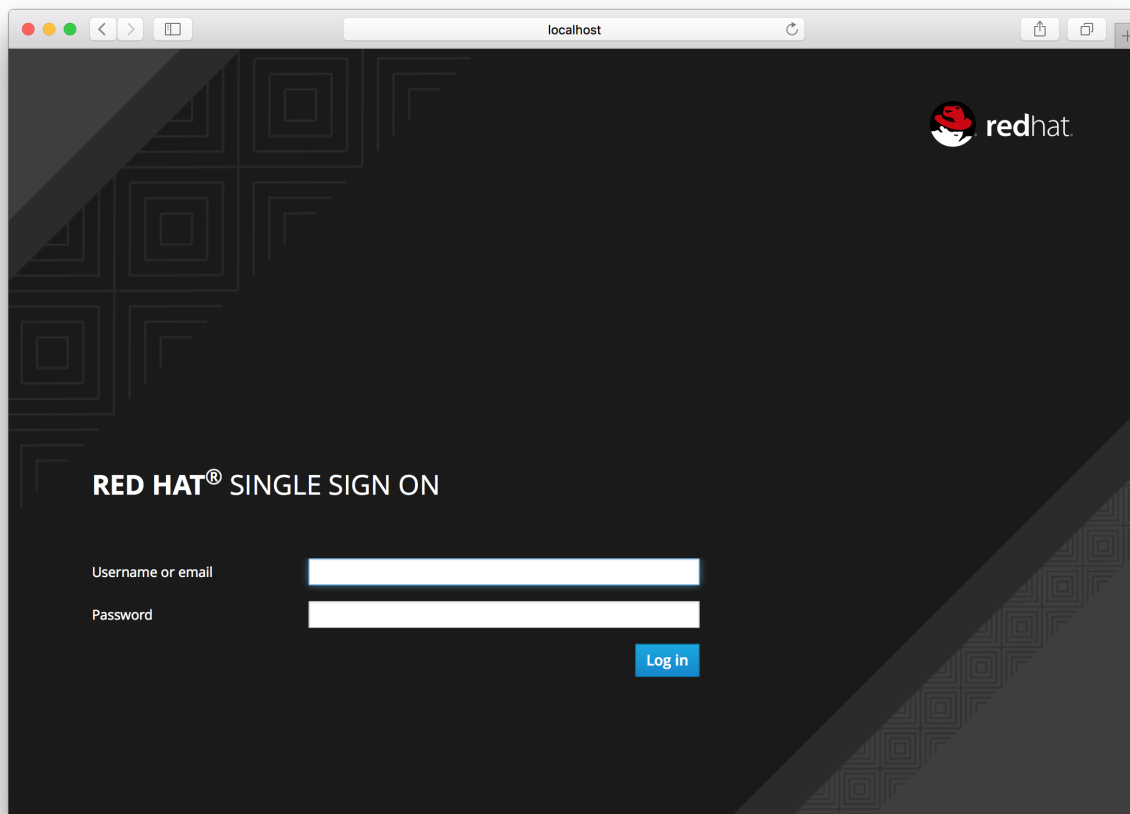 localhost
redhat.
RED HAT® SINGLE SIGN ON
Username or email
Password
Log in